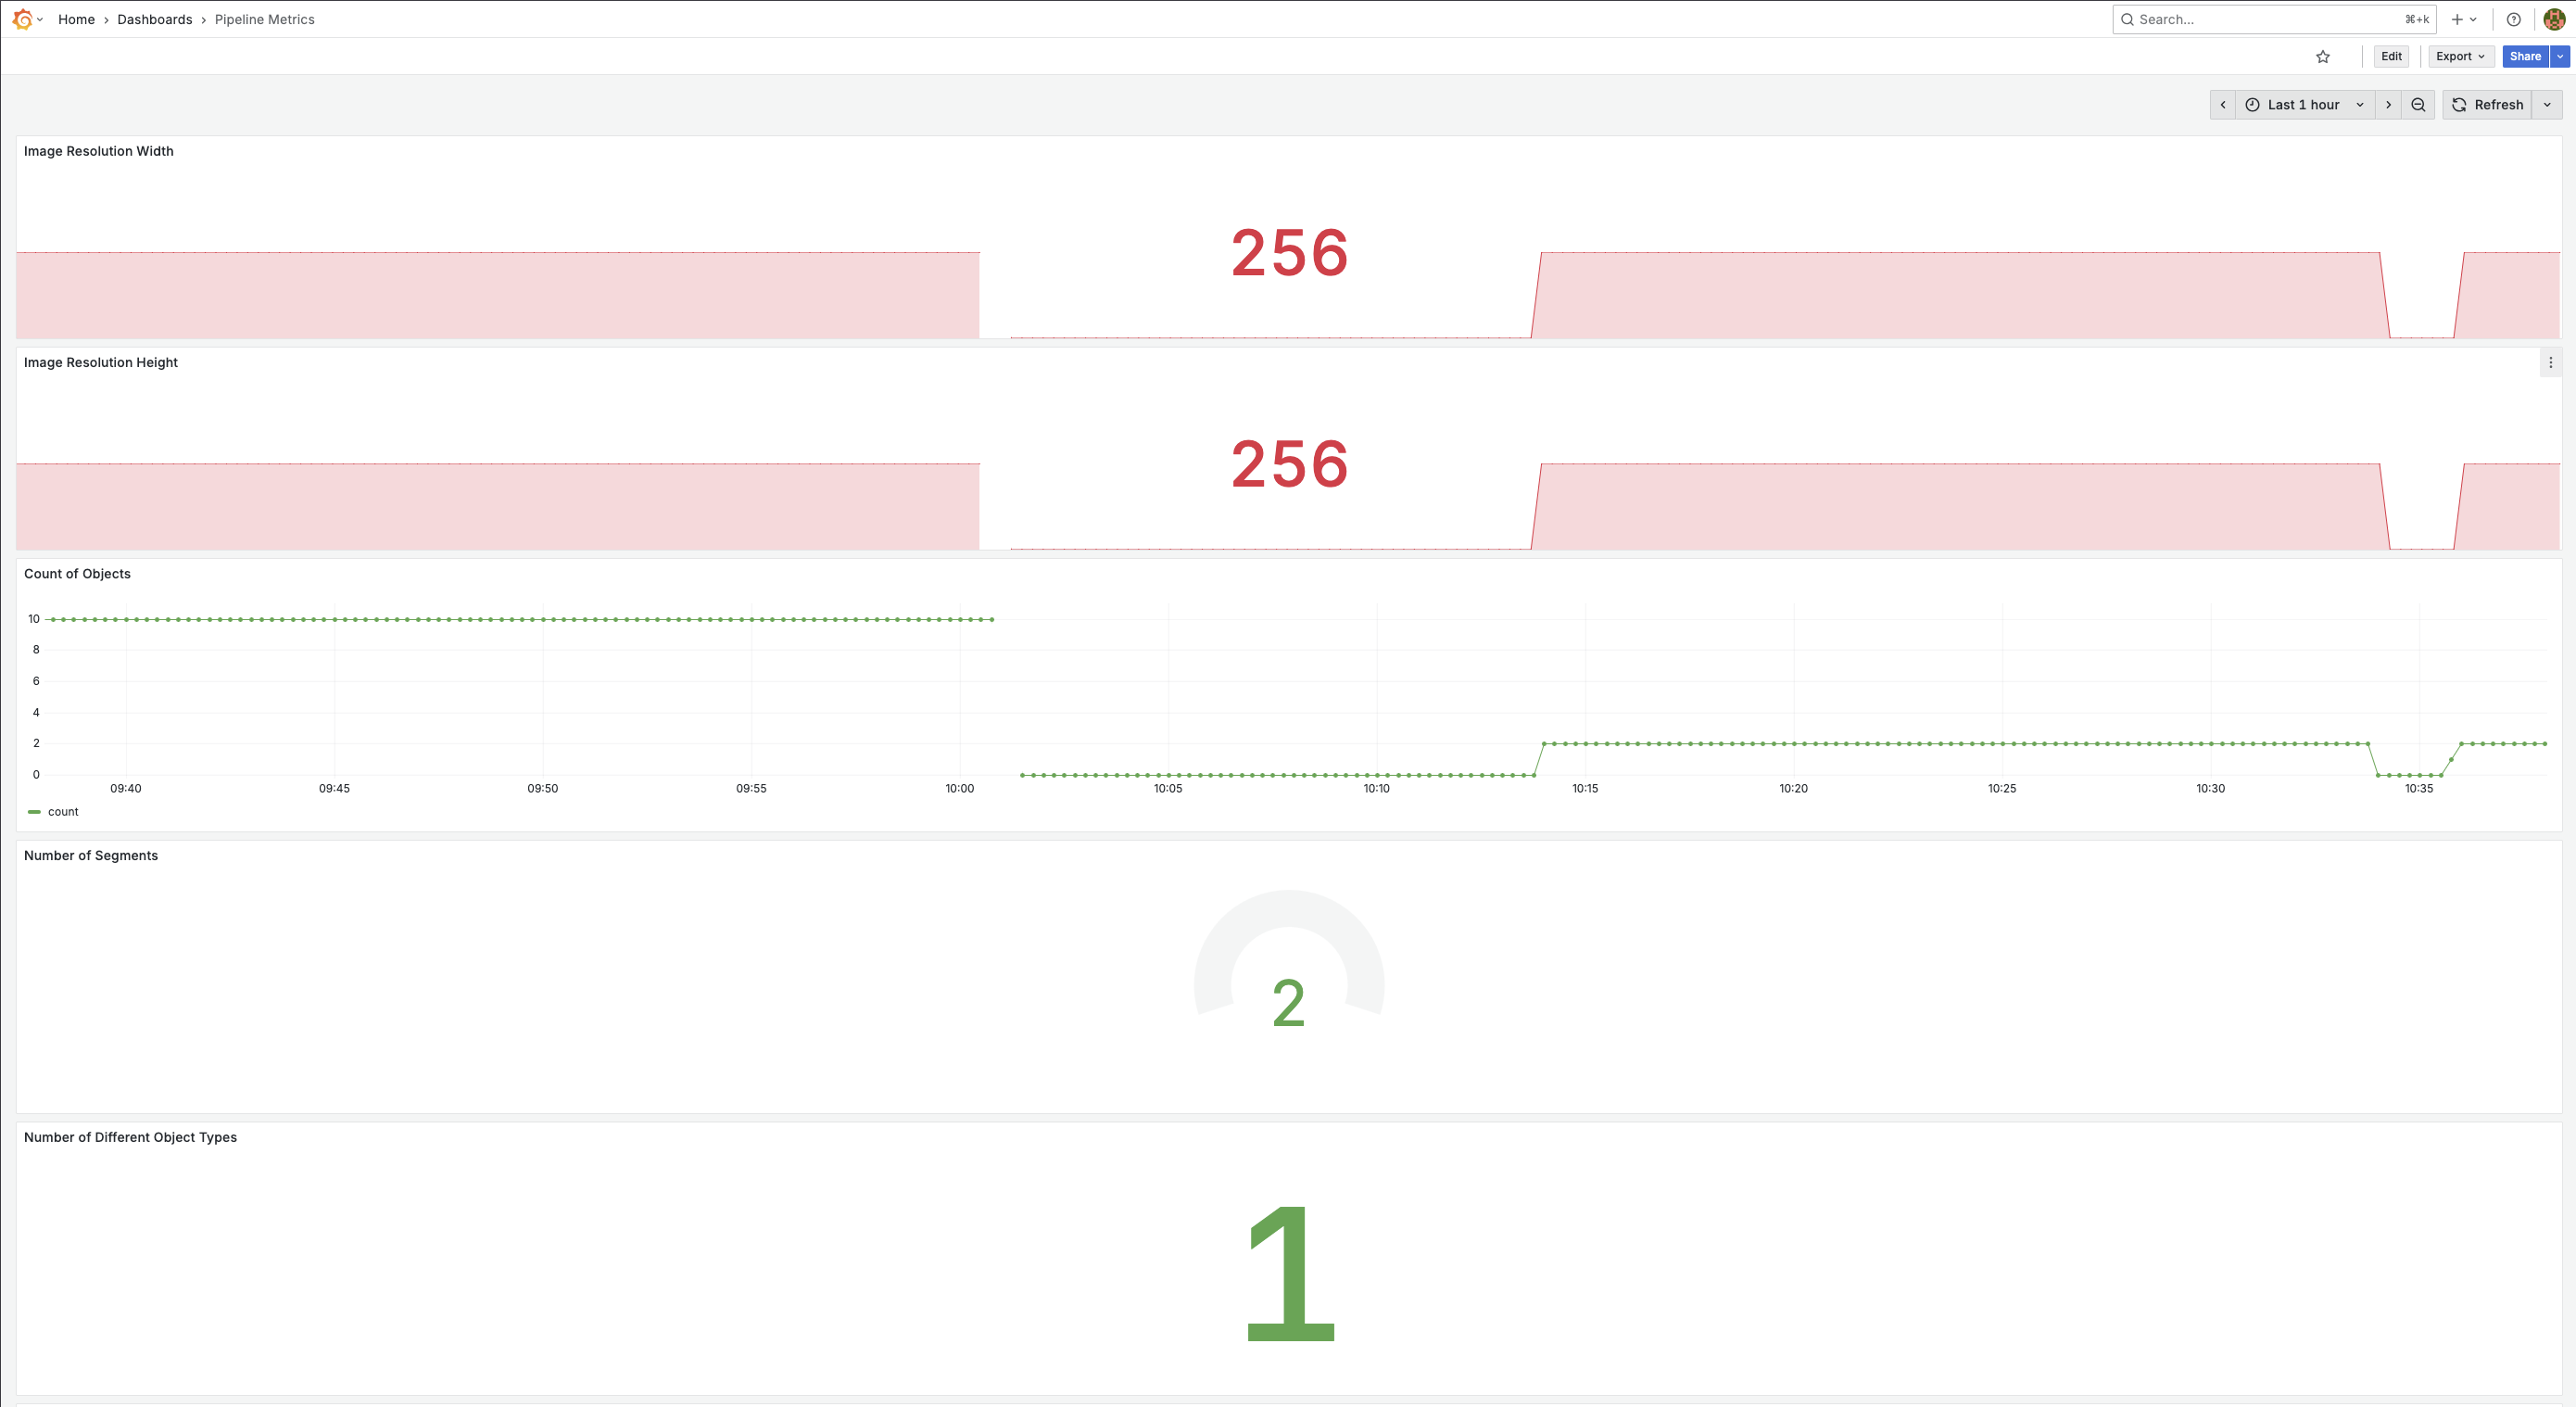 Home > Dashboards > Pipeline Metrics
Search... ⌘+k
Edit Export Share
Last 1 hour Refresh
Image Resolution Width
256
Image Resolution Height
256
Count of Objects
10
8
6
4
2
0
09:40 09:45 09:50 09:55 10:00 10:05 10:10 10:15 10:20 10:25 10:30 10:35
count
Number of Segments
2
Number of Different Object Types
1